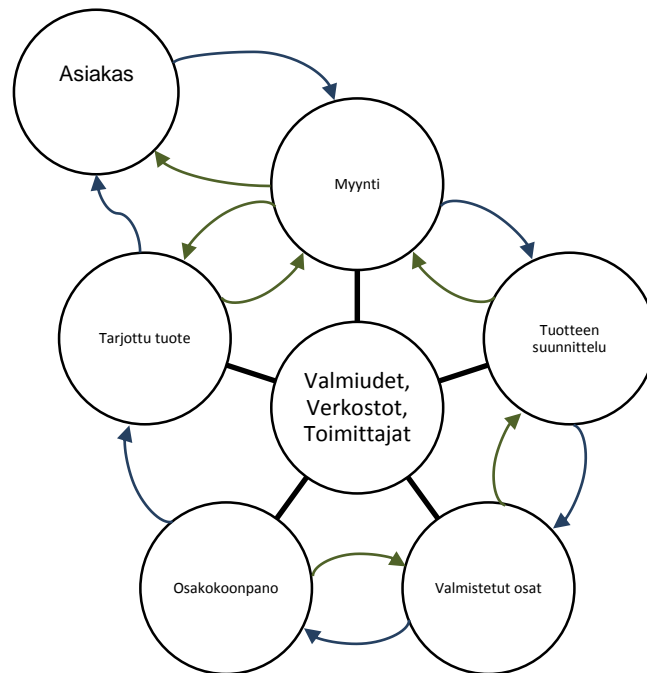 Asiakas
Myynti
Tarjottu tuote
Tuotteen
suunnittelu
Valmiudet,
Verkostot,
Toimittajat
Osakokoonpano
Valmistetut osat